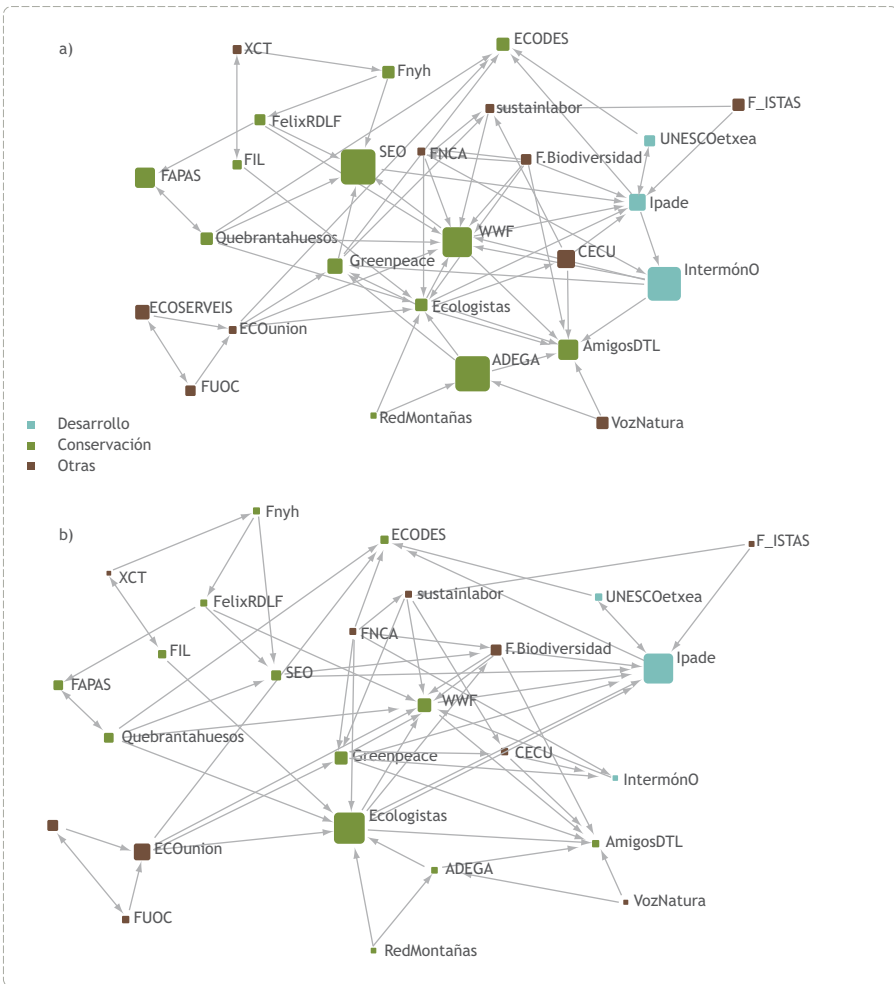 a)
XCT
ECODES
Fnyh
sustainlabor
F_ISTAS
FelixRDLF
UNESCOetxea
SEO
FNCA
F.Biodiversidad
FIL
FAPAS
Ipade
WWF
Quebrantahuesos
CECU
Greenpeace
IntermónO
ECOSERVEIS
Ecologistas
ECOunion
AmigosDTL
ADEGA
FUOC
RedMontañas
VozNatura
Desarrollo
Conservación
Otras
b)
Fnyh
ECODES
F_ISTAS
XCT
sustainlabor
UNESCOetxea
FelixRDLF
FNCA
FIL
F.Biodiversidad
Ipade
SEO
FAPAS
WWF
Quebrantahuesos
CECU
Greenpeace
IntermónO
Ecologistas
ECOunion
AmigosDTL
ADEGA
VozNatura
FUOC
RedMontañas